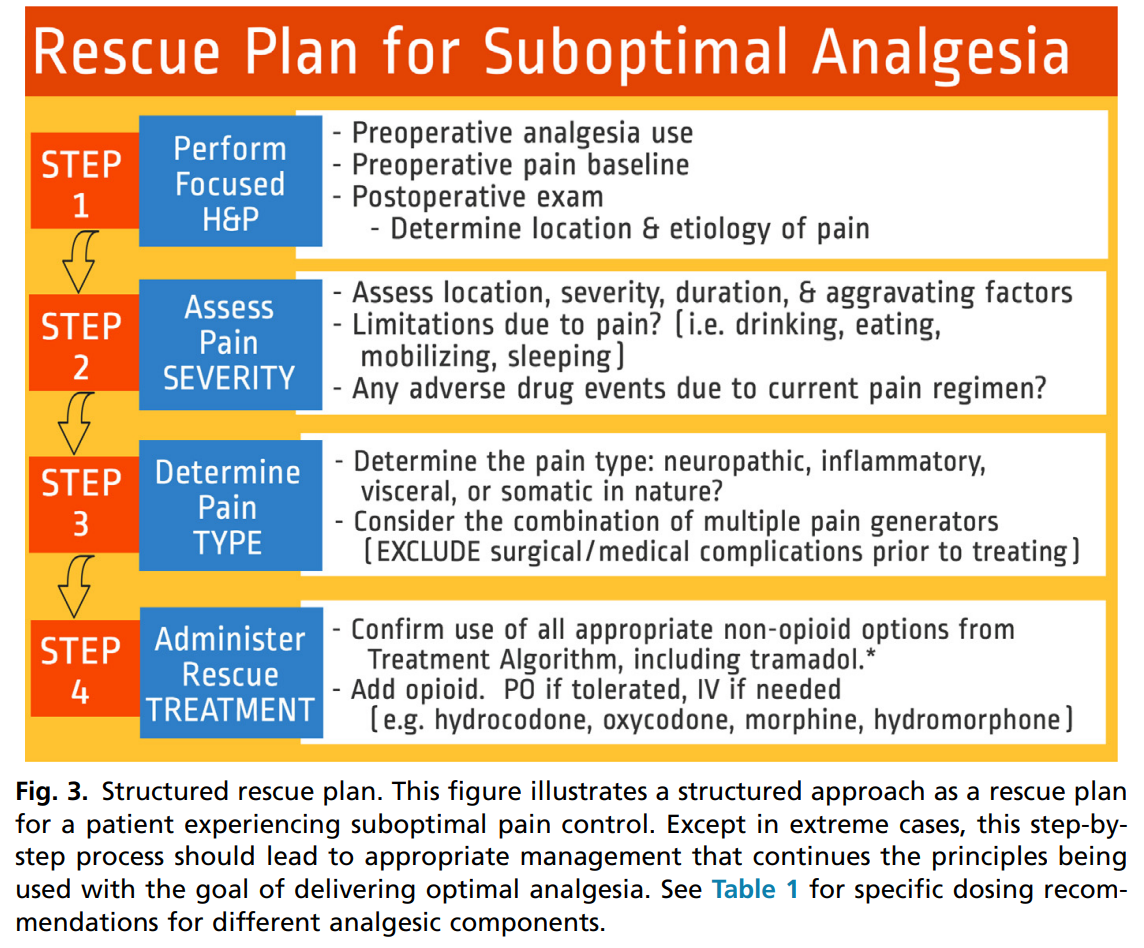 Rescue Plan for Suboptimal Analgesia
STEP
1
Perform
Focused
H&P
- Preoperative analgesia use
- Preoperative pain baseline
- Postoperative exam
- Determine location & etiology of pain
STEP
2
Assess
Pain
SEVERITY
- Assess location, severity, duration, & aggravating factors
- Limitations due to pain? (i.e. drinking, eating,
mobilizing, sleeping)
- Any adverse drug events due to current pain regimen?
STEP
3
Determine
Pain
TYPE
- Determine the pain type: neuropathic, inflammatory,
visceral, or somatic in nature?
- Consider the combination of multiple pain generators
(EXCLUDE surgical/medical complications prior to treating)
STEP
4
Administer
Rescue
TREATMENT
- Confirm use of all appropriate non-opioid options from
Treatment Algorithm, including tramadol.*
- Add opioid. PO if tolerated, IV if needed
(e.g. hydrocodone, oxycodone, morphine, hydromorphone)
Fig. 3. Structured rescue plan. This figure illustrates a structured approach as a rescue plan
for a patient experiencing suboptimal pain control. Except in extreme cases, this step-by-
step process should lead to appropriate management that continues the principles being
used with the goal of delivering optimal analgesia. See Table 1 for specific dosing recom-
mendations for different analgesic components.